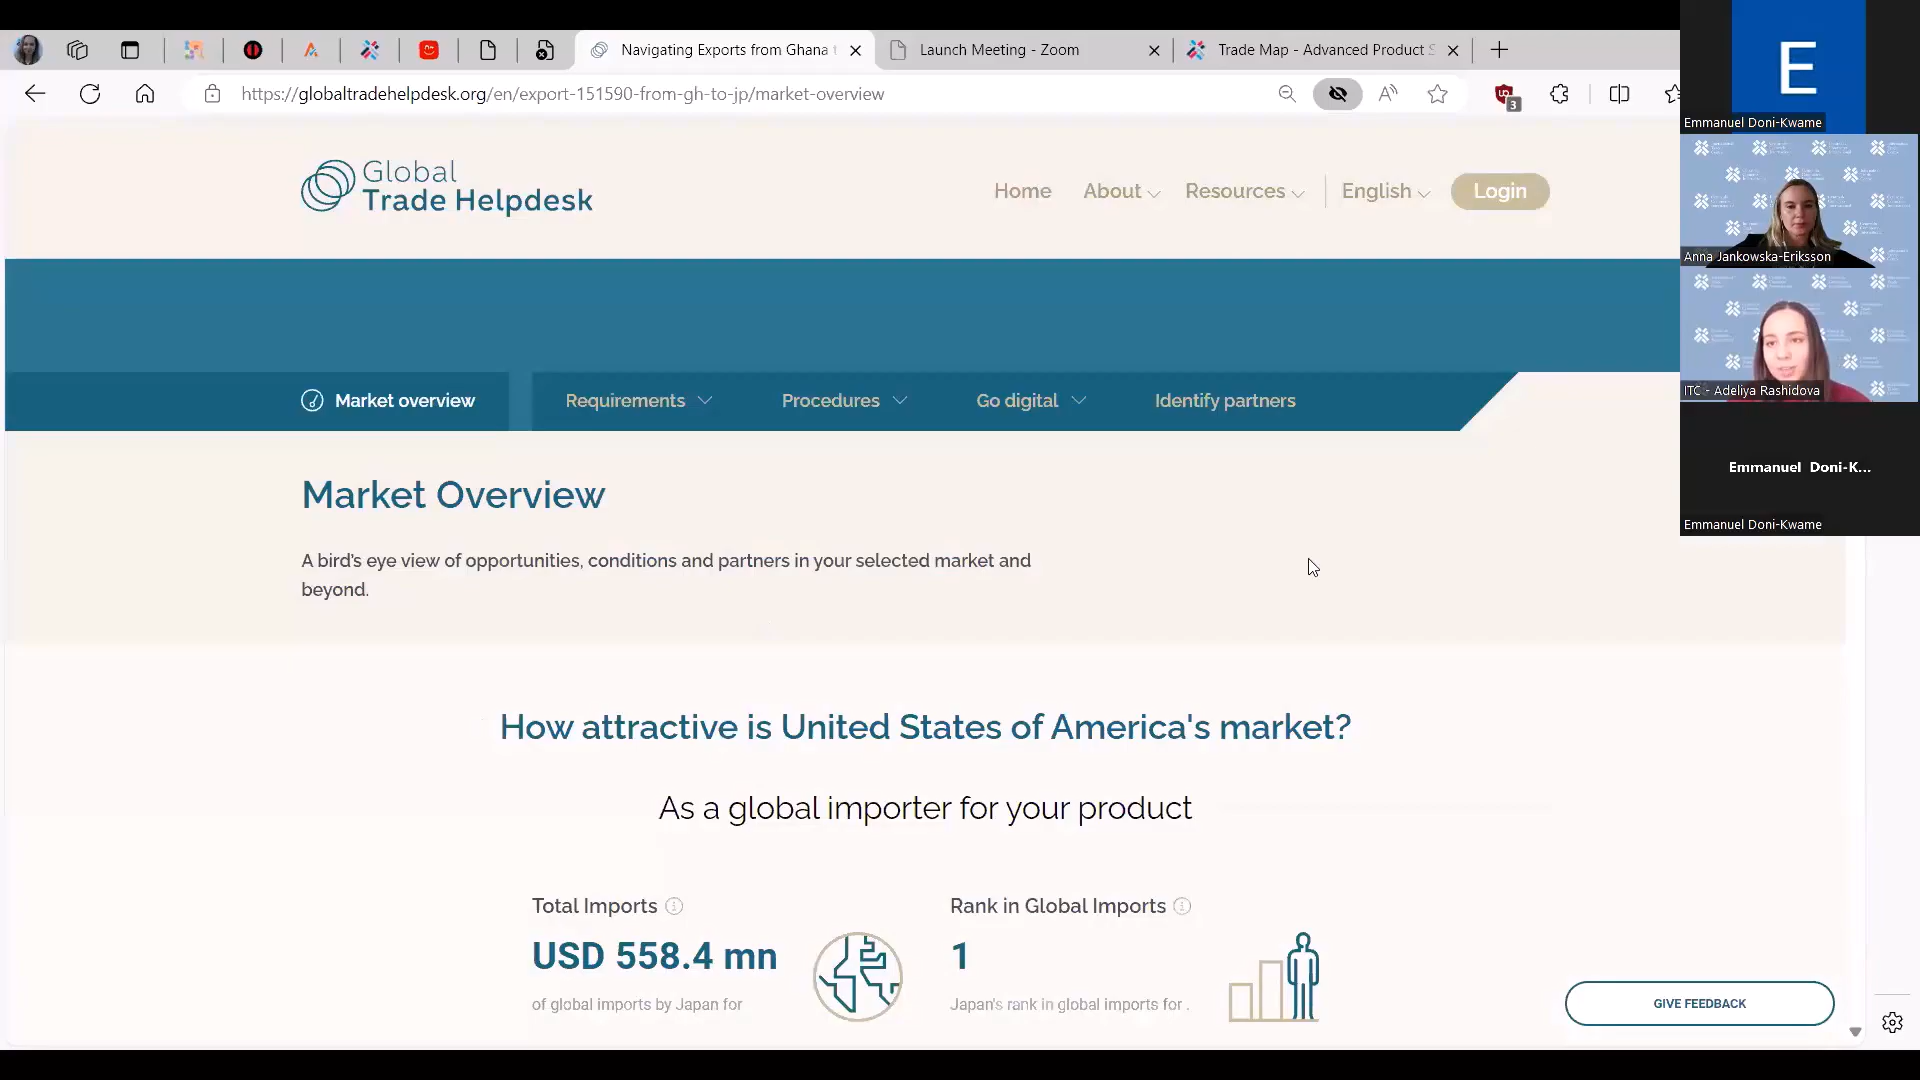 Navigating Exports from Ghana
Launch Meeting - Zoom
Trade Map - Advanced Product S
https://globaltradehelpdesk.org/en/export-151590-from-gh-to-jp/market-overview
3
Global
Trade Helpdesk
Home
About
Resources
English
Login
Market overview
Requirements
Procedures
Go digital
Identify partners
Market Overview
A bird's eye view of opportunities, conditions and partners in your selected market and
beyond.
How attractive is United States of America's market?
As a global importer for your product
Total Imports
USD 558.4 mn
of global imports by Japan for
Rank in Global Imports
1
Japan's rank in global imports for .
GIVE FEEDBACK
E
Emmanuel Doni-Kwame
Anna Jankowska-Eriksson
ITC - Adeliya Rashidova
Emmanuel Doni-K...
Emmanuel Doni-Kwame